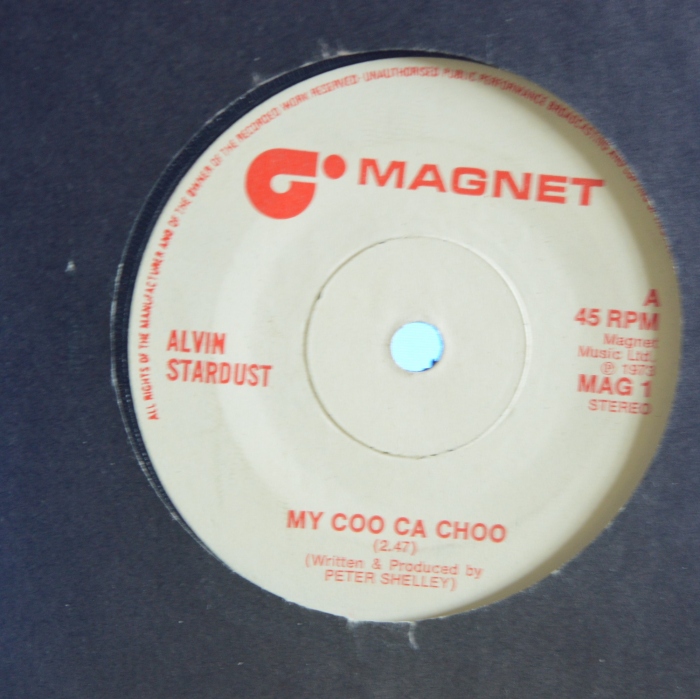 ALL RIGHTS OF THE MANUFACTURER AND OF THE OWNER OF THE RECORDED WORK RESERVED·UNAUTHORISED PUBLIC PERFORMANCE BROADCASTING AND
MAGNET
ALVIN
STARDUST
A
45 RPM
Magnet
Music Ltd.
℗ 1973
MAG 1
STEREO
MY COO CA CHOO
(2.47)
(Written & Produced by
PETER SHELLEY)